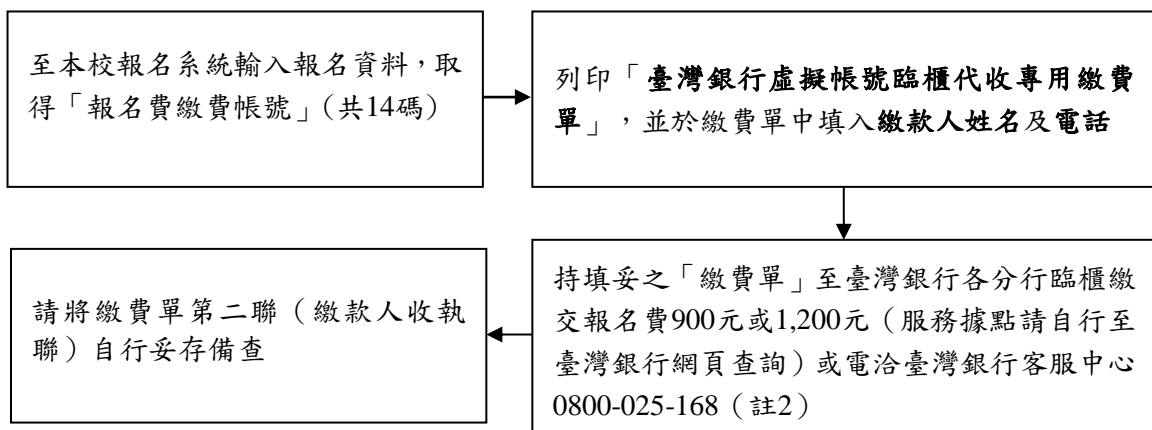 至本校報名系統輸入報名資料，取
得「報名費繳費帳號」(共14碼)
列印「臺灣銀行虛擬帳號臨櫃代收專用繳費
單」，並於繳費單中填入繳款人姓名及電話
持填妥之「繳費單」至臺灣銀行各分行臨櫃繳
交報名費900元或1,200元（服務據點請自行至
臺灣銀行網頁查詢）或電洽臺灣銀行客服中心
0800-025-168（註2）
請將繳費單第二聯（繳款人收執
聯）自行妥存備查